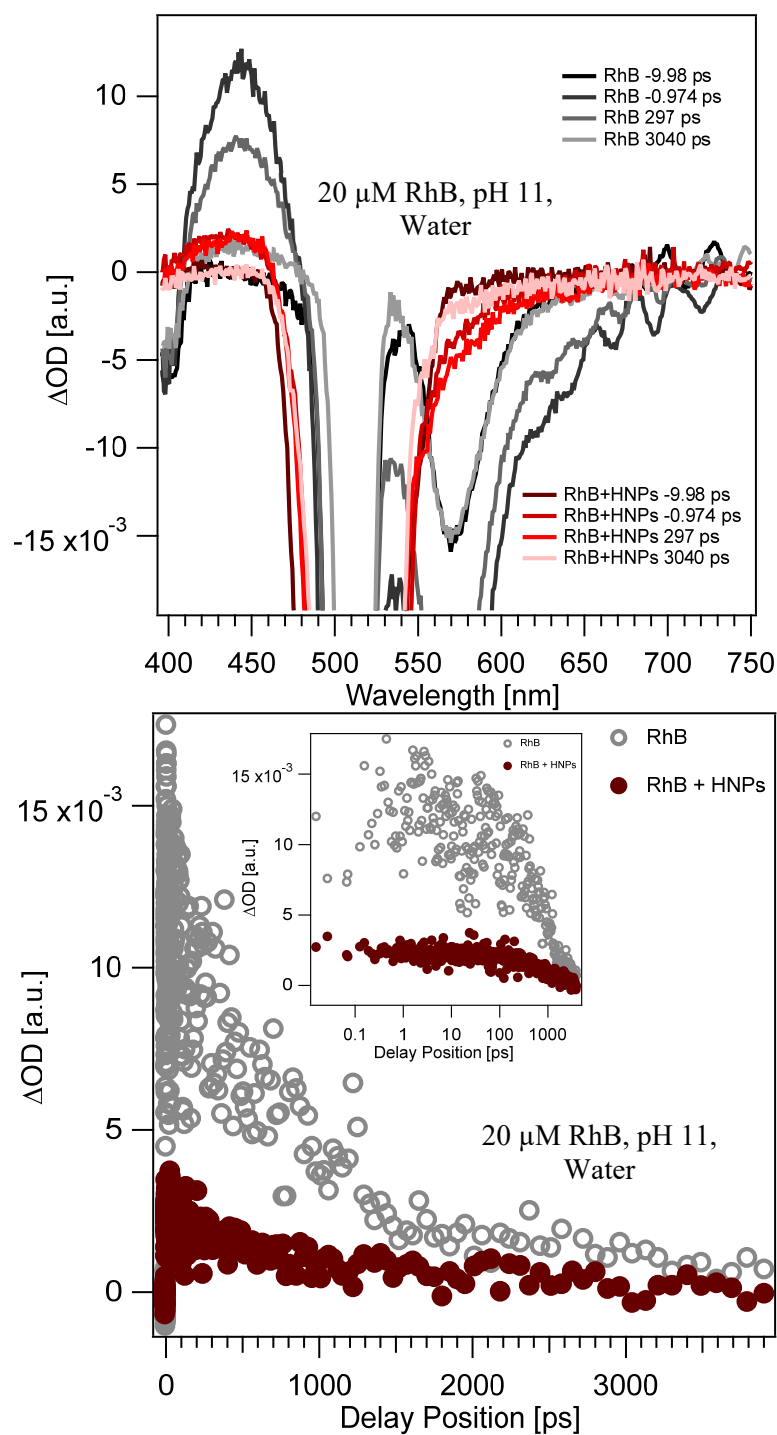 10
5
0
-5
-10
-15 x10⁻³
ΔOD [a.u.]
RhB -9.98 ps
RhB -0.974 ps
RhB 297 ps
RhB 3040 ps
20 µM RhB, pH 11,
Water
RhB+HNPs -9.98 ps
RhB+HNPs -0.974 ps
RhB+HNPs 297 ps
RhB+HNPs 3040 ps
400 450 500 550 600 650 700 750
Wavelength [nm]
RhB
RhB + HNPs
15 x10⁻³
10
5
0
ΔOD [a.u.]
RhB
RhB + HNPs
15 x10⁻³
10
5
0
ΔOD [a.u.]
0.1 1 10 100 1000
Delay Position [ps]
20 µM RhB, pH 11,
Water
0 1000 2000 3000
Delay Position [ps]